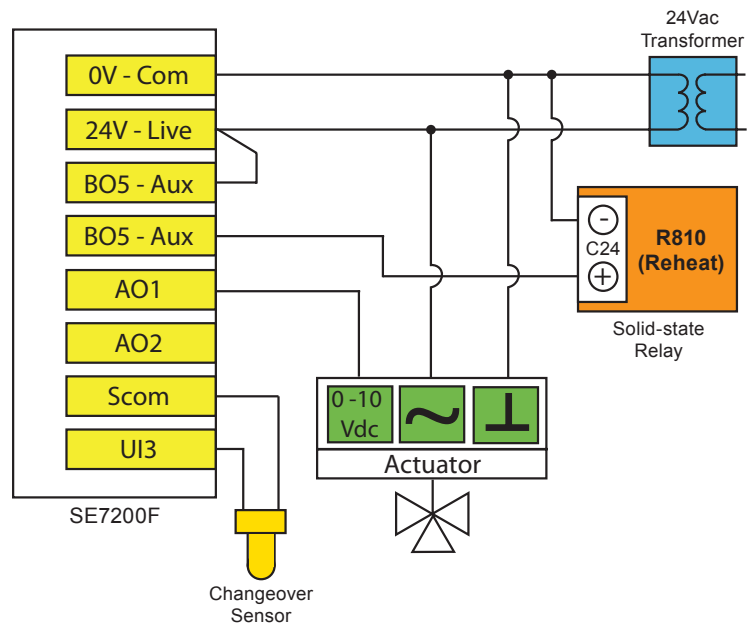 24Vac
Transformer
0V - Com
24V - Live
BO5 - Aux
BO5 - Aux
AO1
AO2
Scom
UI3
SE7200F
-
C24
+
R810
(Reheat)
Solid-state
Relay
0 -10
Vdc
~
Actuator
Changeover
Sensor